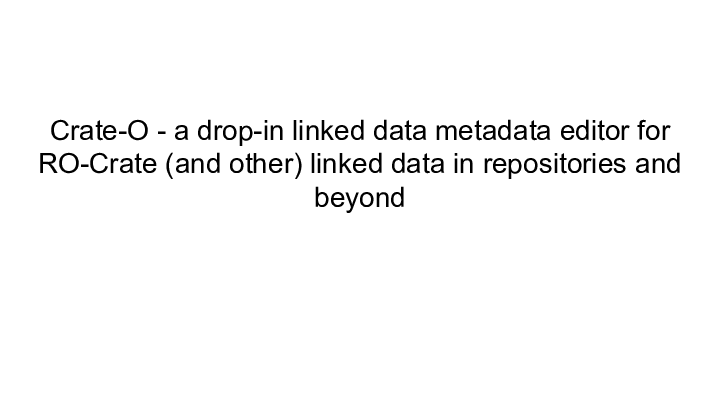 Crate-O - a drop-in linked data metadata editor for
RO-Crate (and other) linked data in repositories and
beyond